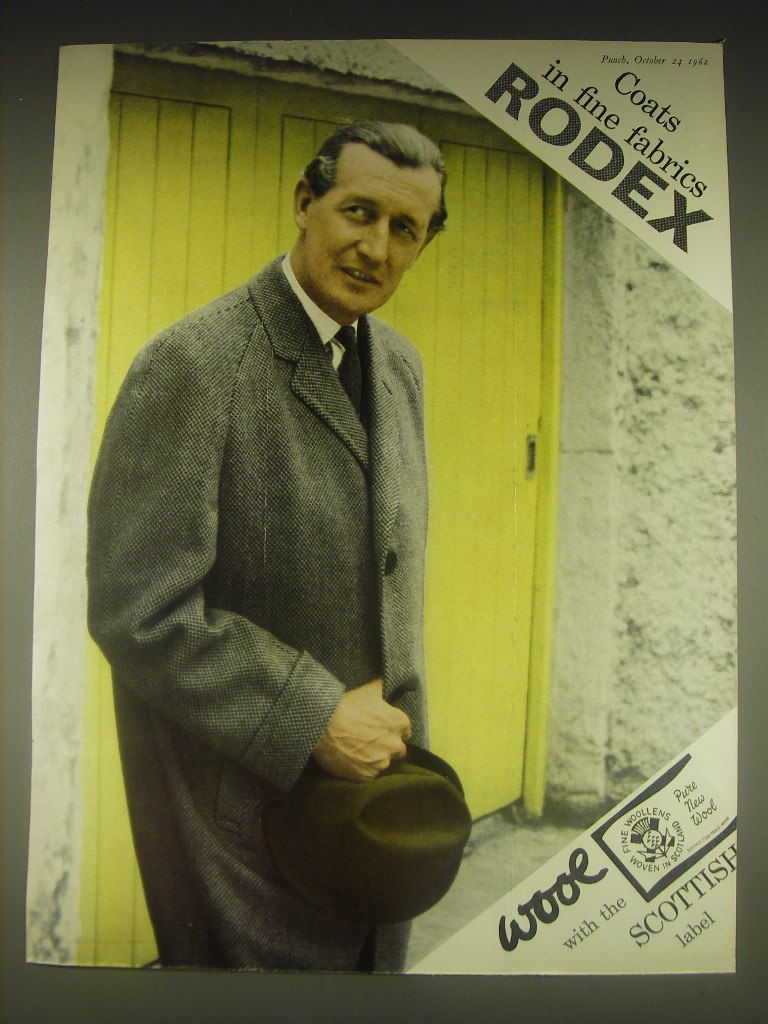 Punch, October 24 1962
Coats
in fine fabrics
RODEX
Pure
New
Wool
FINE WOOLLENS
WOVEN IN SCOTLAND
wool
with the
SCOTTISH
label